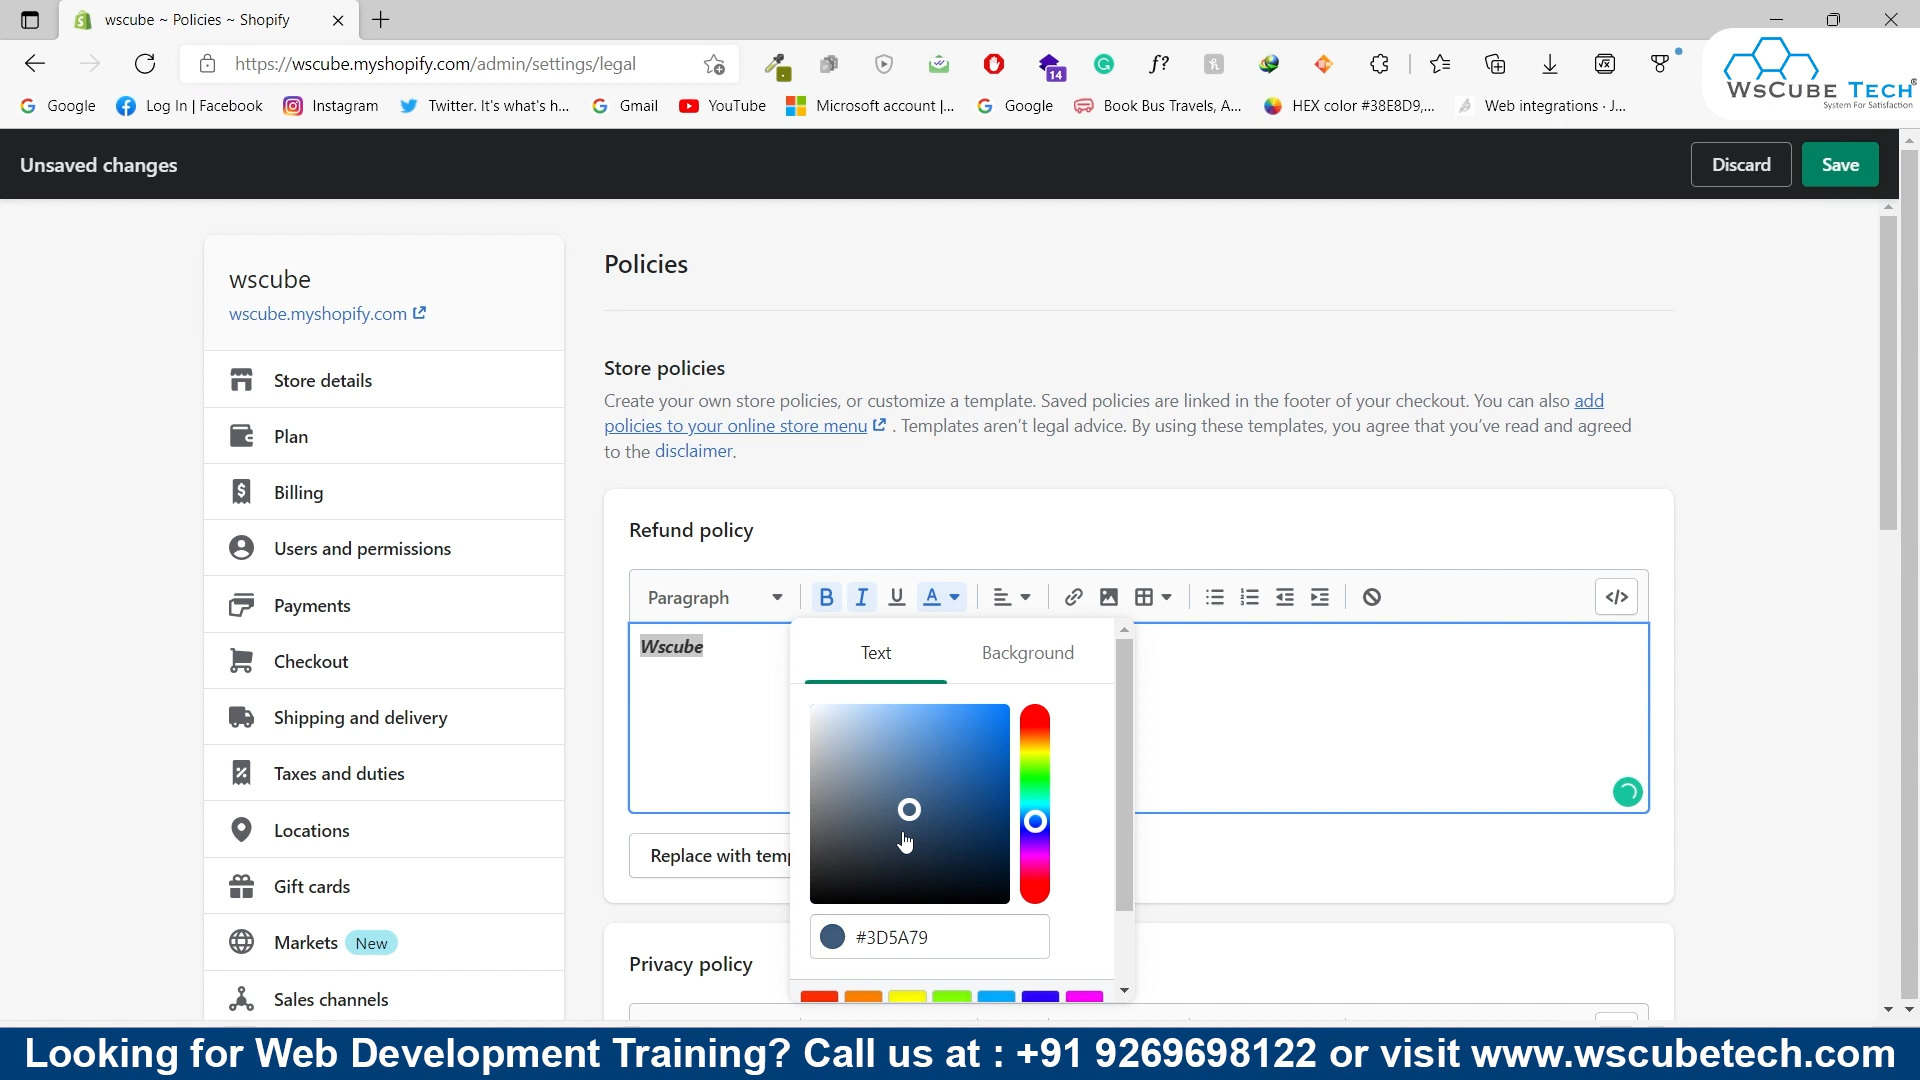 wscube ~ Policies ~ Shopify
https://wscube.myshopify.com/admin/settings/legal
14
f?
WSCUBE TECH®
System For Satisfaction
Google
Log In | Facebook
Instagram
Twitter. It's what's h...
Gmail
YouTube
Microsoft account |...
Google
Book Bus Travels, A...
HEX color #38E8D9,...
Web integrations · J...
Unsaved changes
Discard
Save
wscube
wscube.myshopify.com
Store details
Plan
Billing
Users and permissions
Payments
Checkout
Shipping and delivery
Taxes and duties
Locations
Gift cards
Markets New
Sales channels
Policies
Store policies
Create your own store policies, or customize a template. Saved policies are linked in the footer of your checkout. You can also add
policies to your online store menu . Templates aren't legal advice. By using these templates, you agree that you've read and agreed
to the disclaimer.
Refund policy
Paragraph
B I U A
</>
Wscube
Text
Background
#3D5A79
Replace with temp
Privacy policy
Looking for Web Development Training? Call us at : +91 9269698122 or visit www.wscubetech.com